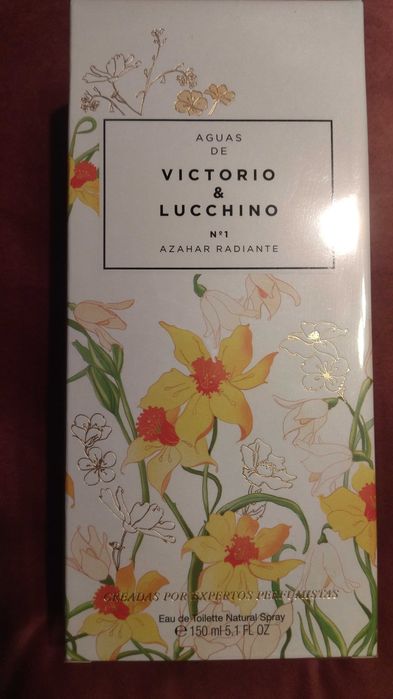 AGUAS
DE
VICTORIO
&
LUCCHINO
Nº1
AZAHAR RADIANTE
CREADAS POR EXPERTOS PERFUMISTAS
Eau de Toilette Natural Spray
℮ 150 ml 5.1 FL OZ